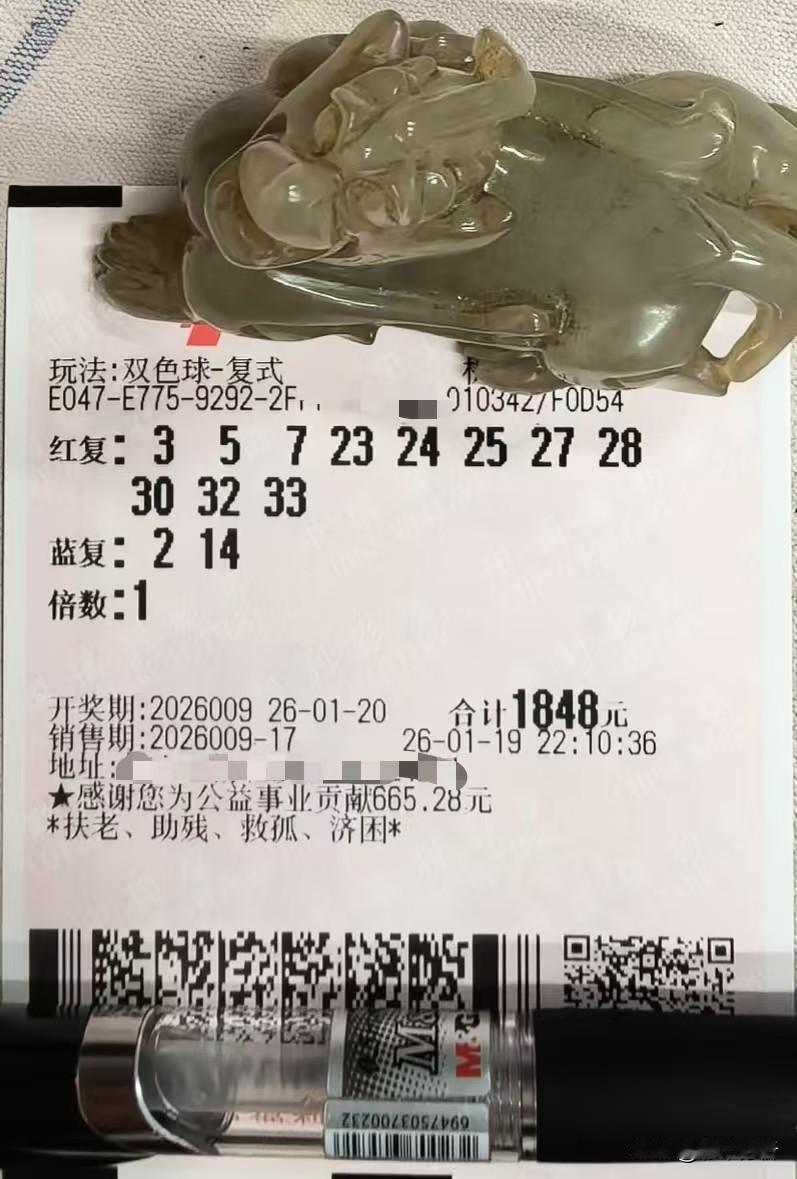 玩法:双色球-复式
E047-E775-9292-2F 010342/F0D54
红复: 3 5 7 23 24 25 27 28
30 32 33
蓝复: 2 14
倍数:1
开奖期:2026009 26-01-20 合计1848元
销售期:2026009-17 26-01-19 22:10:36
地址:
★感谢您为公益事业贡献665.28元
*扶老、助残、救孤、济困*
M&G
6947503700232